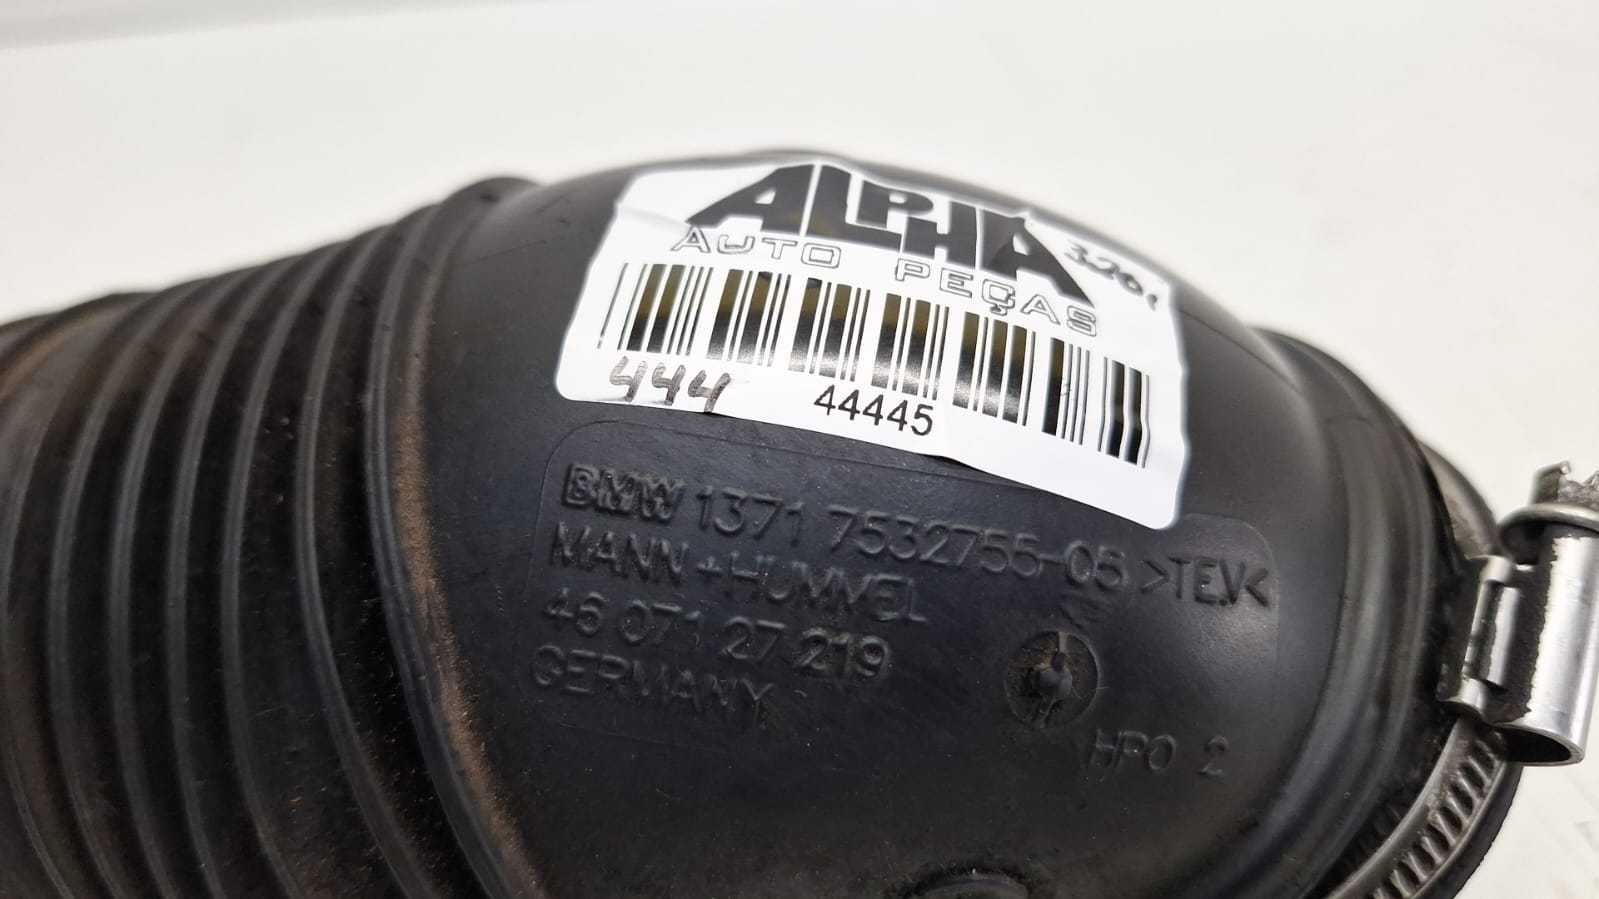 ALPHA
AUTO PEÇAS
320i
444
44445
BMW 1371 7532755-05 >TEV<
MANN+HUMMEL
46 071 27 219
GERMANY
HPO 2